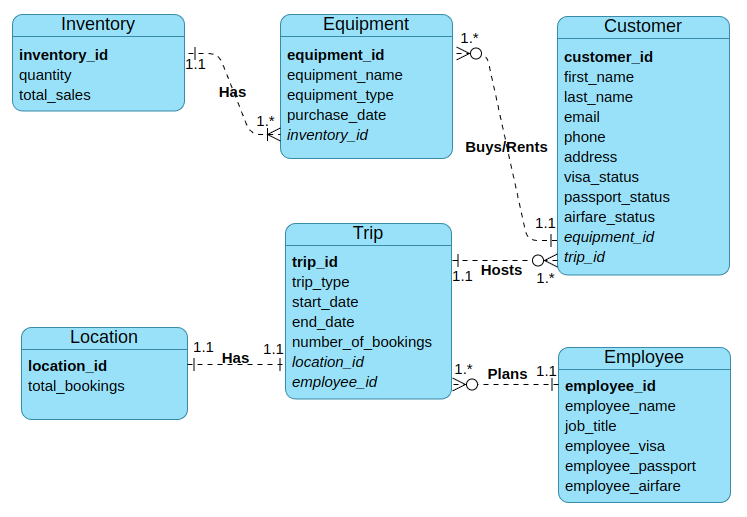 Inventory
inventory_id
quantity
total_sales
1.1
Has
1.*
Equipment
equipment_id
equipment_name
equipment_type
purchase_date
inventory_id
1.*
Buys/Rents
1.1
Customer
customer_id
first_name
last_name
email
phone
address
visa_status
passport_status
airfare_status
equipment_id
trip_id
Trip
trip_id
trip_type
start_date
end_date
number_of_bookings
location_id
employee_id
1.1
Hosts
1.*
Location
location_id
total_bookings
1.1
Has
1.1
1.*
Plans
1.1
Employee
employee_id
employee_name
job_title
employee_visa
employee_passport
employee_airfare